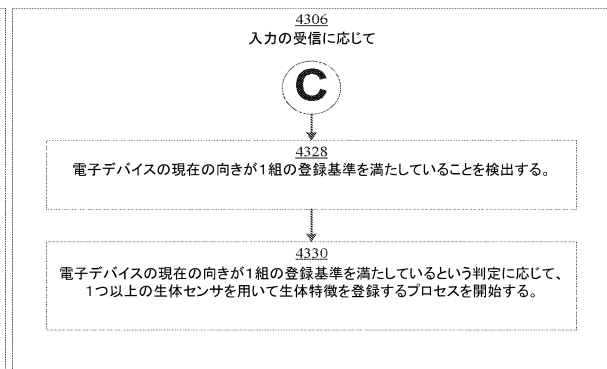 4306
入力の受信に応じて
C
4328
電子デバイスの現在の向きが1組の登録基準を満たしていることを検出する。
4330
電子デバイスの現在の向きが1組の登録基準を満たしているという判定に応じて、
1つ以上の生体センサを用いて生体特徴を登録するプロセスを開始する。